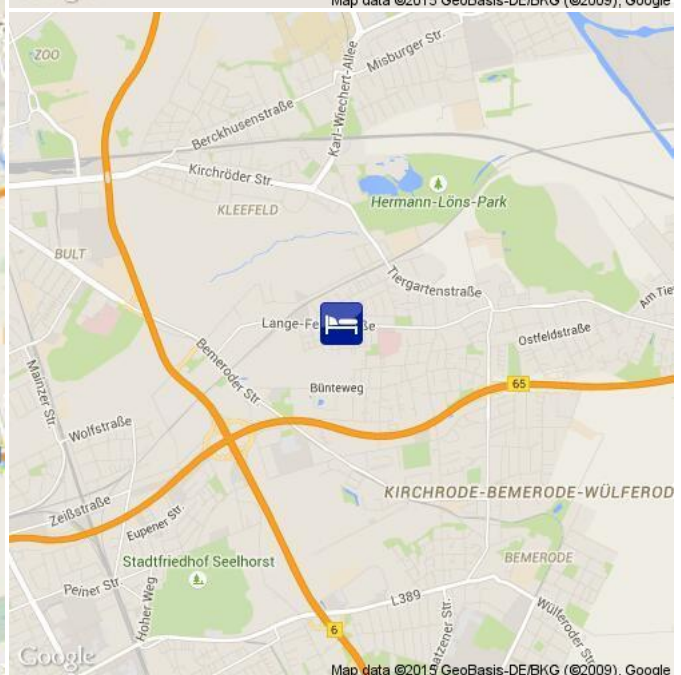 Map data ©2015 GeoBasis-DE/BKG (©2009), Google
ZOO
Misburger Str.
Karl-Wiechert-Allee
Berckhusenstraße
Kirchröder Str.
Hermann-Löns-Park
KLEEFELD
BULT
Tiergartenstraße
Am Tie
Lange-Fe
ße
Ostfeldstraße
Bemeroder Str.
Mainzer Str.
Bünteweg
65
Wolfstraße
KIRCHRODE-BEMERODE-WÜLFEROD
Zeißstraße
Eupener Str.
Stadtfriedhof Seelhorst
BEMERODE
Peiner Str.
Hoher Weg
L389
Wülferoder Str
atzener Str.
6
Google
Map data ©2015 GeoBasis-DE/BKG (©2009), Google